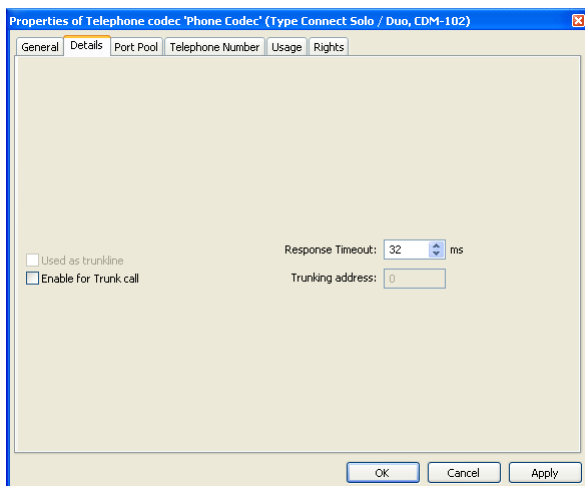 Properties of Telephone codec 'Phone Codec' (Type Connect Solo / Duo, CDM-102)
General Details Port Pool Telephone Number Usage Rights
Response Timeout: 32 ms
Used as trunkline
Enable for Trunk call
Trunking address: 0
OK Cancel Apply